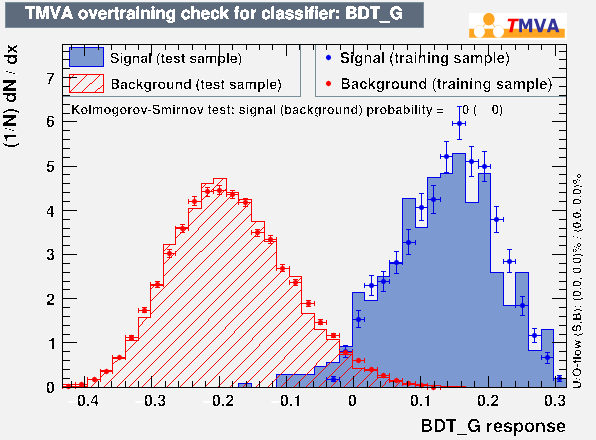 TMVA overtraining check for classifier: BDT_G
TMVA
(1/N) dN / dx
Signal (test sample)
Background (test sample)
Signal (training sample)
Background (training sample)
Kolmogorov-Smirnov test: signal (background) probability = 0 ( 0)
7
6
5
4
3
2
1
0
-0.4 -0.3 -0.2 -0.1 0 0.1 0.2 0.3
BDT_G response
U/O-flow (S,B): (0.0, 0.0)% / (0.0, 0.0)%